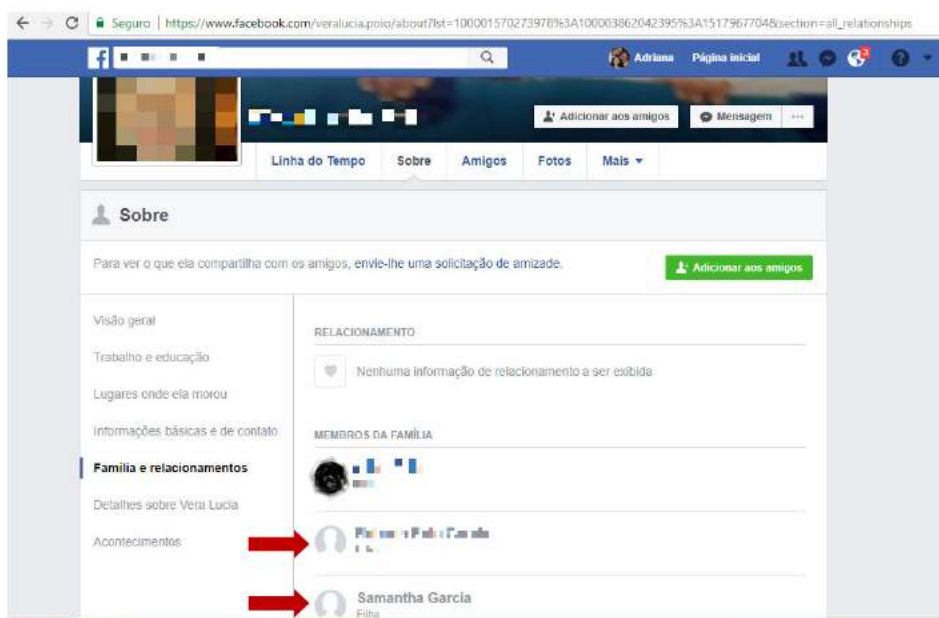 Seguro | https://www.facebook.com/veralucia.poio/about?lst=100001570273978%3A100003862042395%3A1517967704&section=all_relationships
f Adriana Página inicial 2 ?
Adicionar aos amigos Mensagem ...
Linha do Tempo Sobre Amigos Fotos Mais
Sobre
Para ver o que ela compartilha com os amigos, envie-lhe uma solicitação de amizade. Adicionar aos amigos
Visão geral
Trabalho e educação
Lugares onde ela morou
Informações básicas e de contato
Família e relacionamentos
Detalhes sobre Vera Lucia
Acontecimentos
RELACIONAMENTO
Nenhuma informação de relacionamento a ser exibida
MEMBROS DA FAMÍLIA
Samantha Garcia
Filha